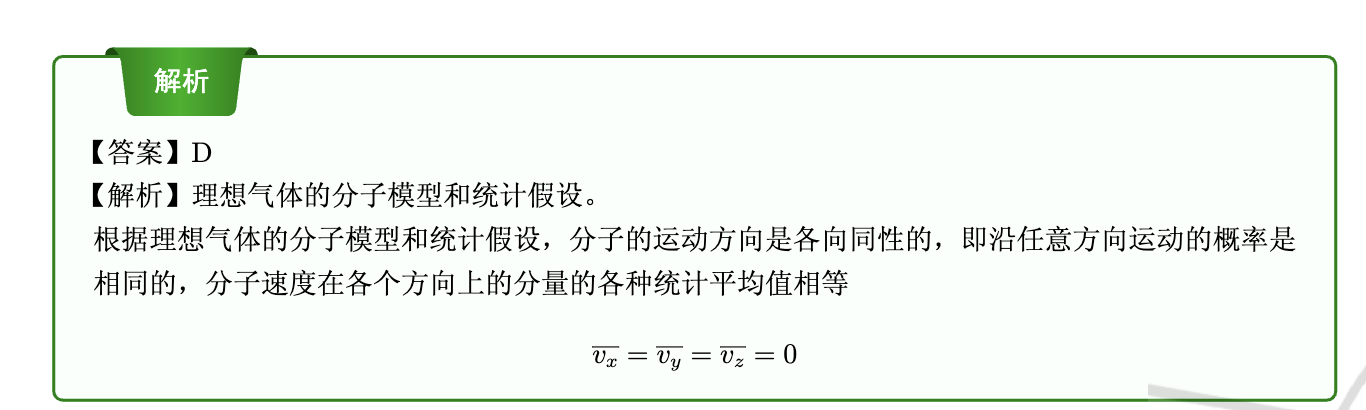 解析
【答案】D
【解析】理想气体的分子模型和统计假设。
根据理想气体的分子模型和统计假设，分子的运动方向是各向同性的，即沿任意方向运动的概率是
相同的，分子速度在各个方向上的分量的各种统计平均值相等
$\overline{v_x} = \overline{v_y} = \overline{v_z} = 0$